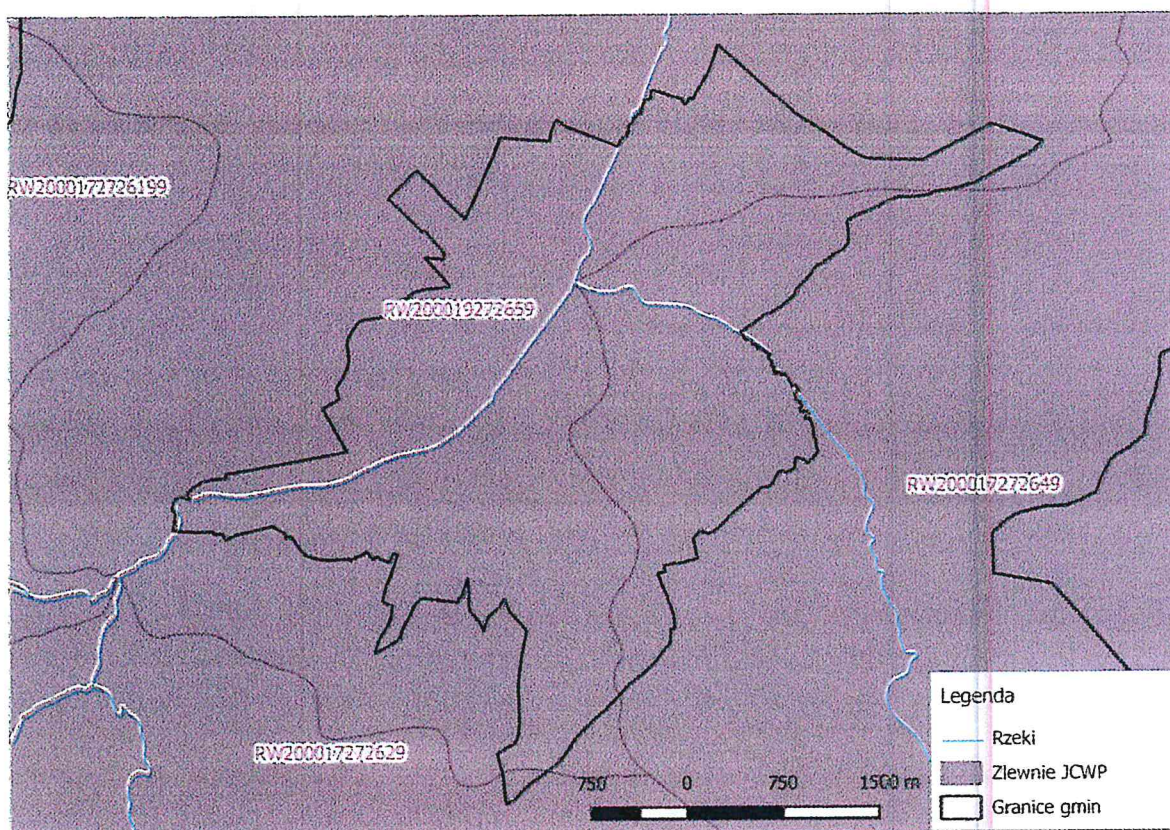 RW2000172726199
RW200019272659
RW200017272649
RW200017272629
750 0 750 1500 m
Legenda
Rzeki
Zlewnie JCWP
Granice gmin